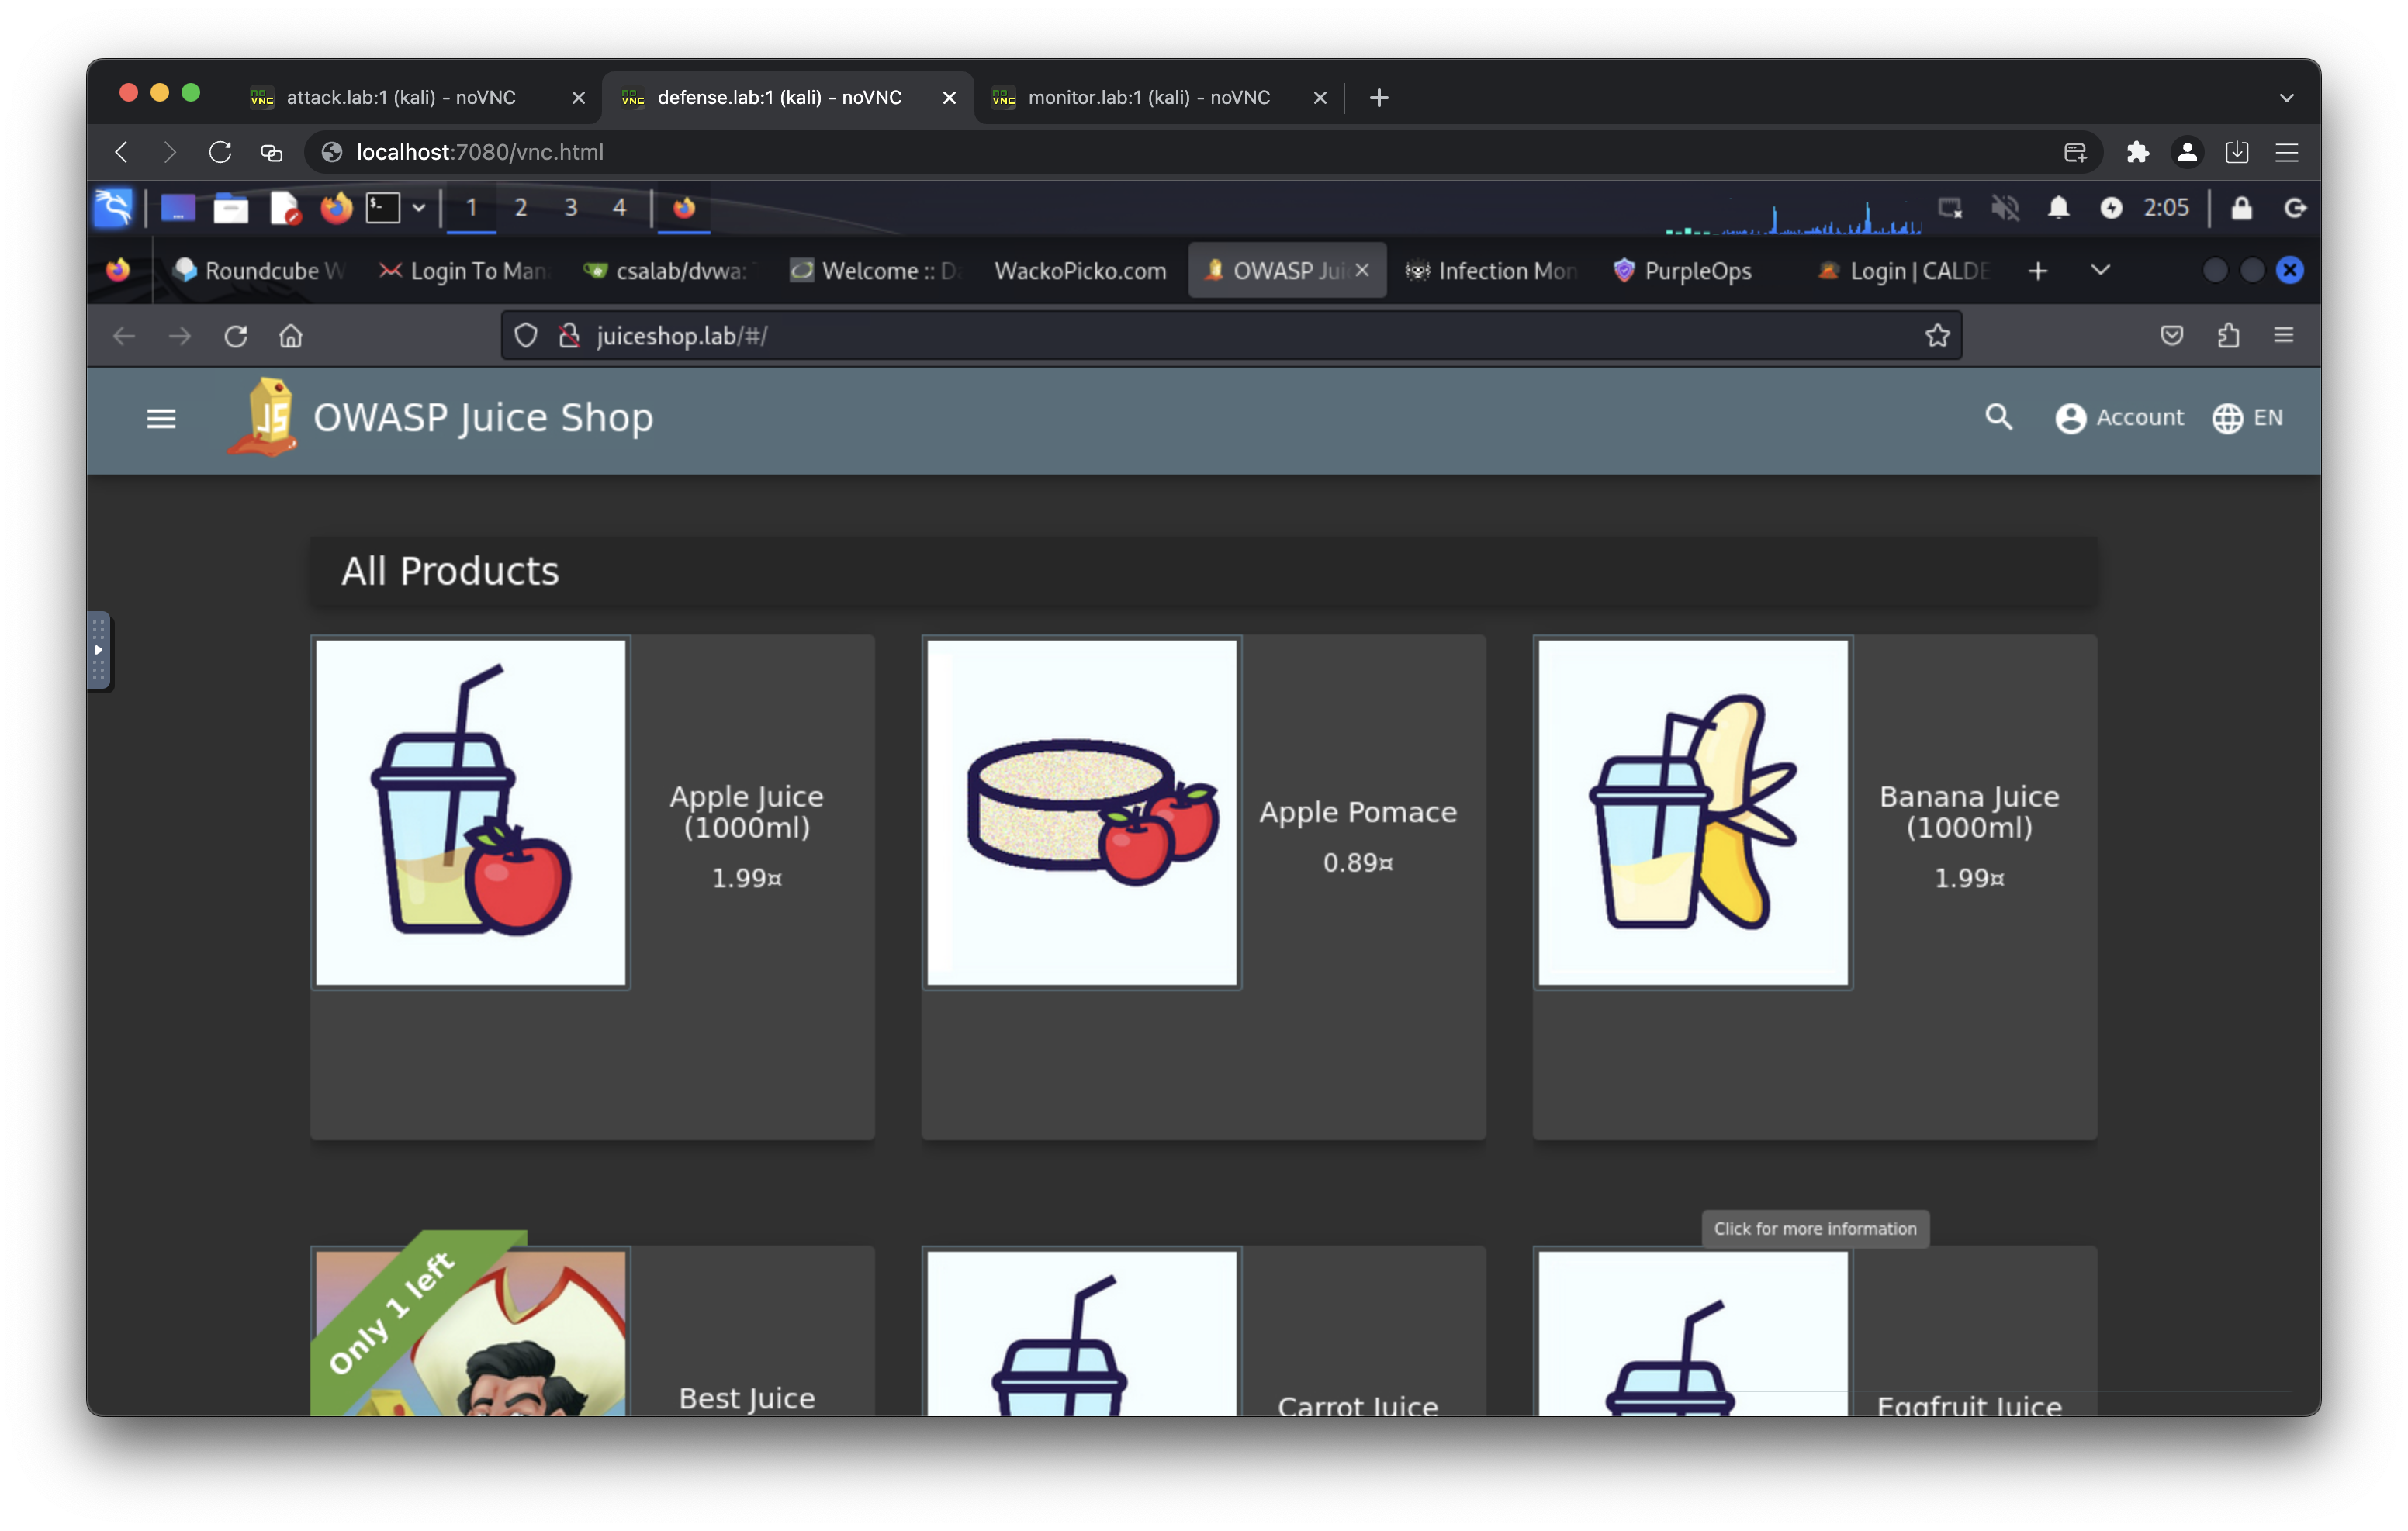 attack.lab:1 (kali) - noVNC
defense.lab:1 (kali) - noVNC
monitor.lab:1 (kali) - noVNC
localhost:7080/vnc.html
1 2 3 4
2:05
Roundcube W
Login To Man
csalab/dvwa:
Welcome :: D
WackoPicko.com
OWASP Jui
Infection Mon
PurpleOps
Login | CALDE
juiceshop.lab/#/
OWASP Juice Shop
Account
EN
All Products
Apple Juice
(1000ml)
1.99¤
Apple Pomace
0.89¤
Banana Juice
(1000ml)
1.99¤
Click for more information
Only 1 left
Best Juice
Carrot Juice
Eggfruit Juice